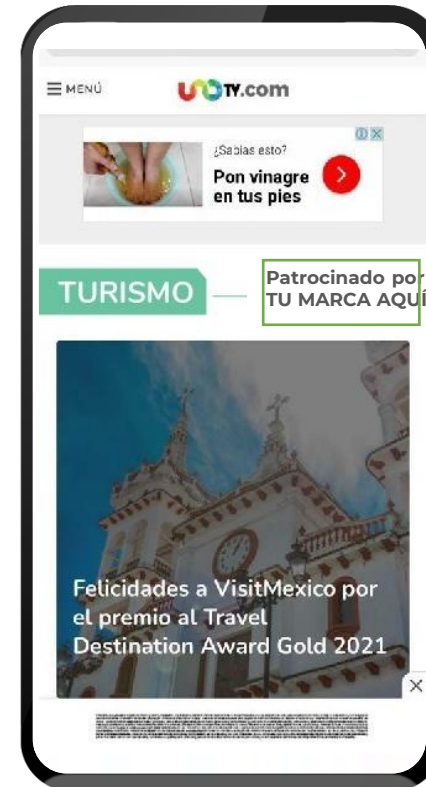 MENÚ
UNOTV.com
¿Sabías esto?
Pon vinagre
en tus pies
TURISMO
Patrocinado por
TU MARCA AQUÍ
Felicidades a VisitMexico por
el premio al Travel
Destination Award Gold 2021